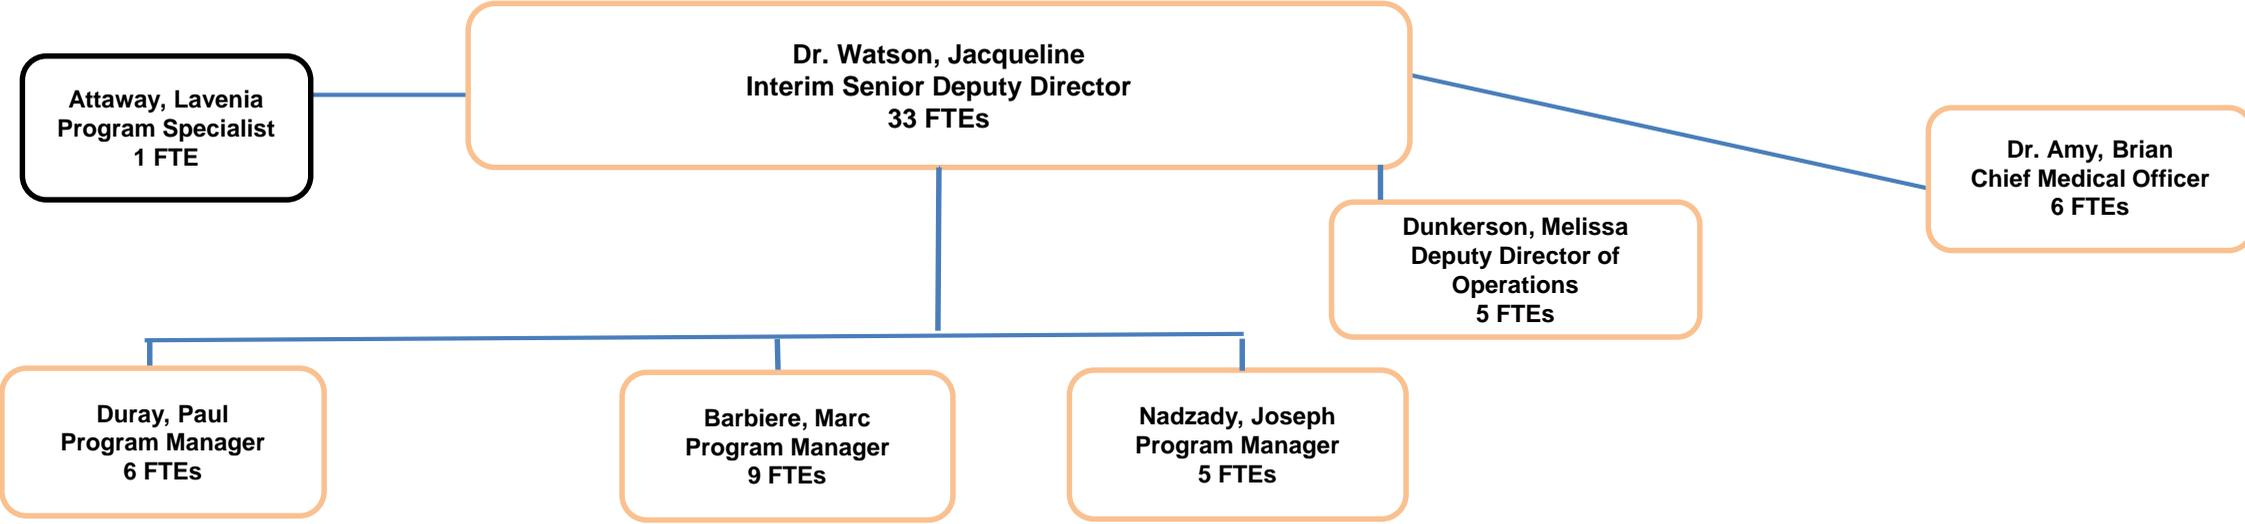 Dr. Watson, Jacqueline
Interim Senior Deputy Director
33 FTEs
Attaway, Lavenia
Program Specialist
1 FTE
Dr. Amy, Brian
Chief Medical Officer
6 FTEs
Dunkerson, Melissa
Deputy Director of
Operations
5 FTEs
Duray, Paul
Program Manager
6 FTEs
Barbiere, Marc
Program Manager
9 FTEs
Nadzady, Joseph
Program Manager
5 FTEs